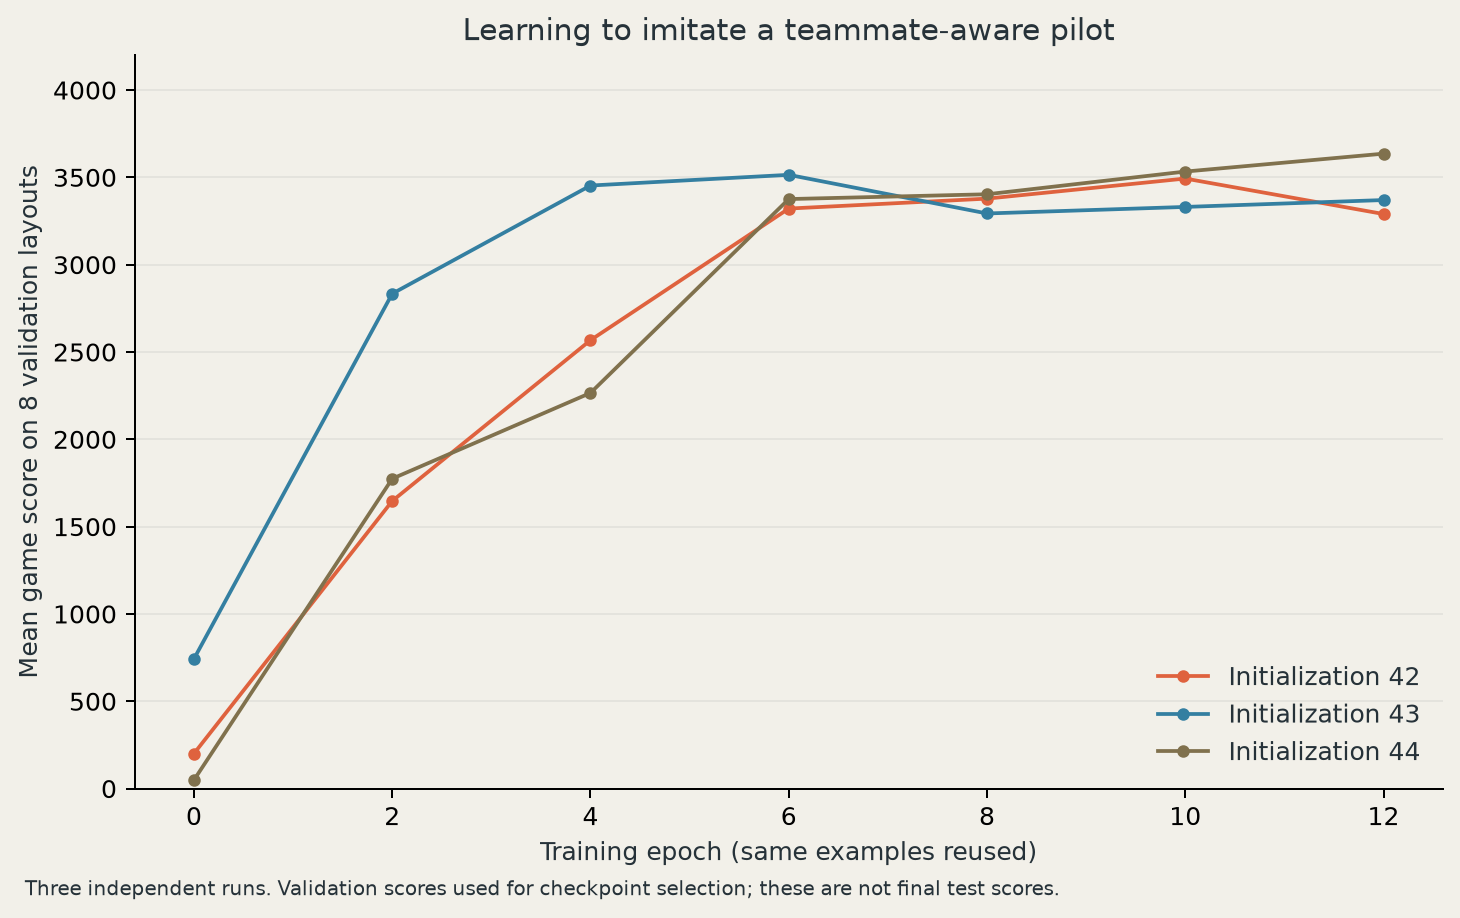 Learning to imitate a teammate-aware pilot
Mean game score on 8 validation layouts
4000
3500
3000
2500
2000
1500
1000
500
0
Initialization 42
Initialization 43
Initialization 44
0 2 4 6 8 10 12
Training epoch (same examples reused)
Three independent runs. Validation scores used for checkpoint selection; these are not final test scores.